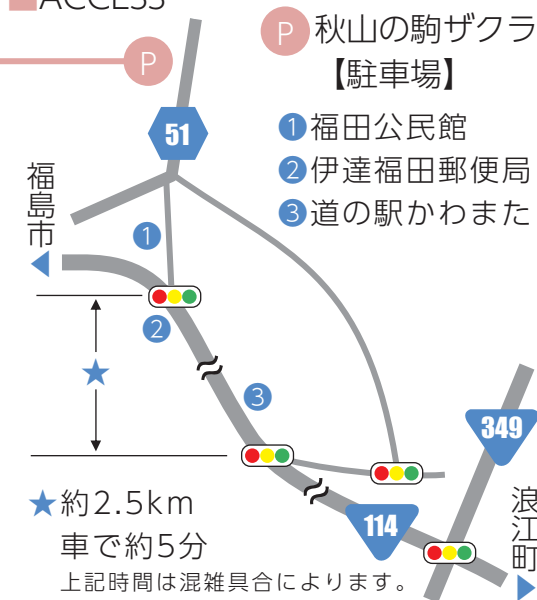 ACCESS
P
P 秋山の駒ザクラ
【駐車場】
51
1 福田公民館
2 伊達福田郵便局
3 道の駅かわまた
福島市
1
2
3
★
349
114
★約2.5km
車で約5分
上記時間は混雑具合によります。
浪江町